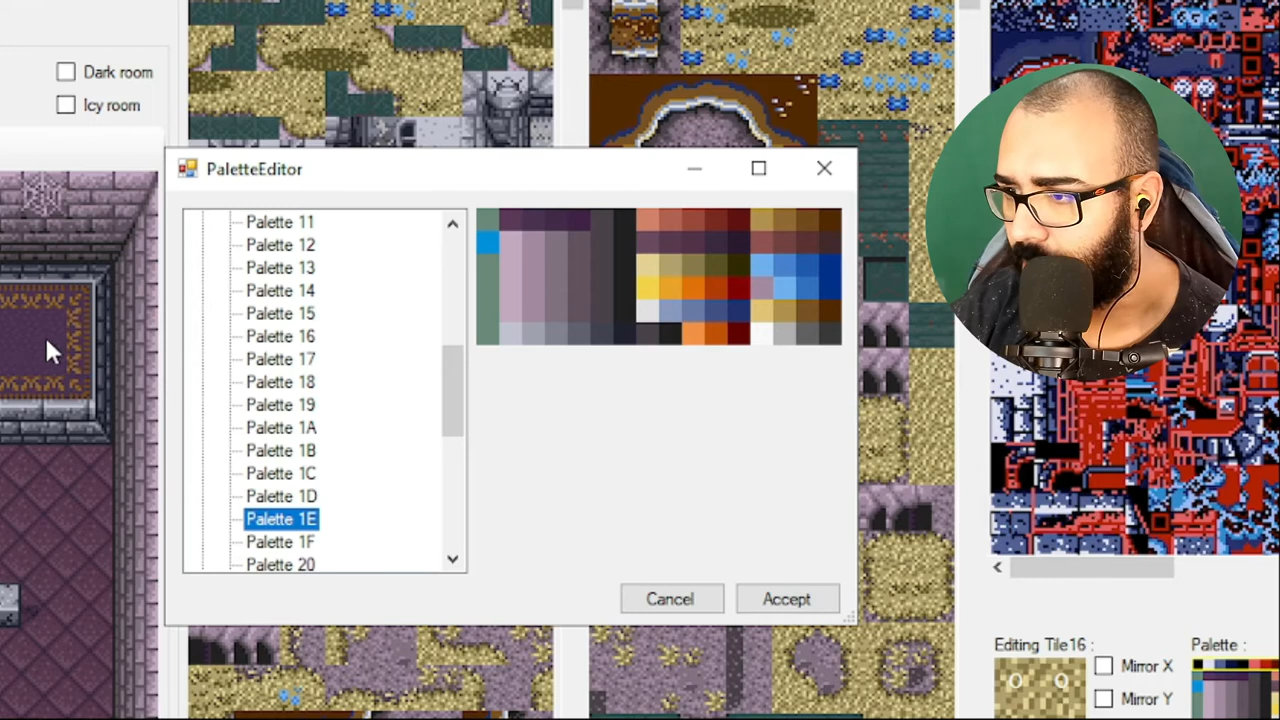 Dark room
Icy room
PaletteEditor
Palette 11
Palette 12
Palette 13
Palette 14
Palette 15
Palette 16
Palette 17
Palette 18
Palette 19
Palette 1A
Palette 1B
Palette 1C
Palette 1D
Palette 1E
Palette 1F
Palette 20
Cancel
Accept
Editing Tile16 :
Palette :
Mirror X
Mirror Y